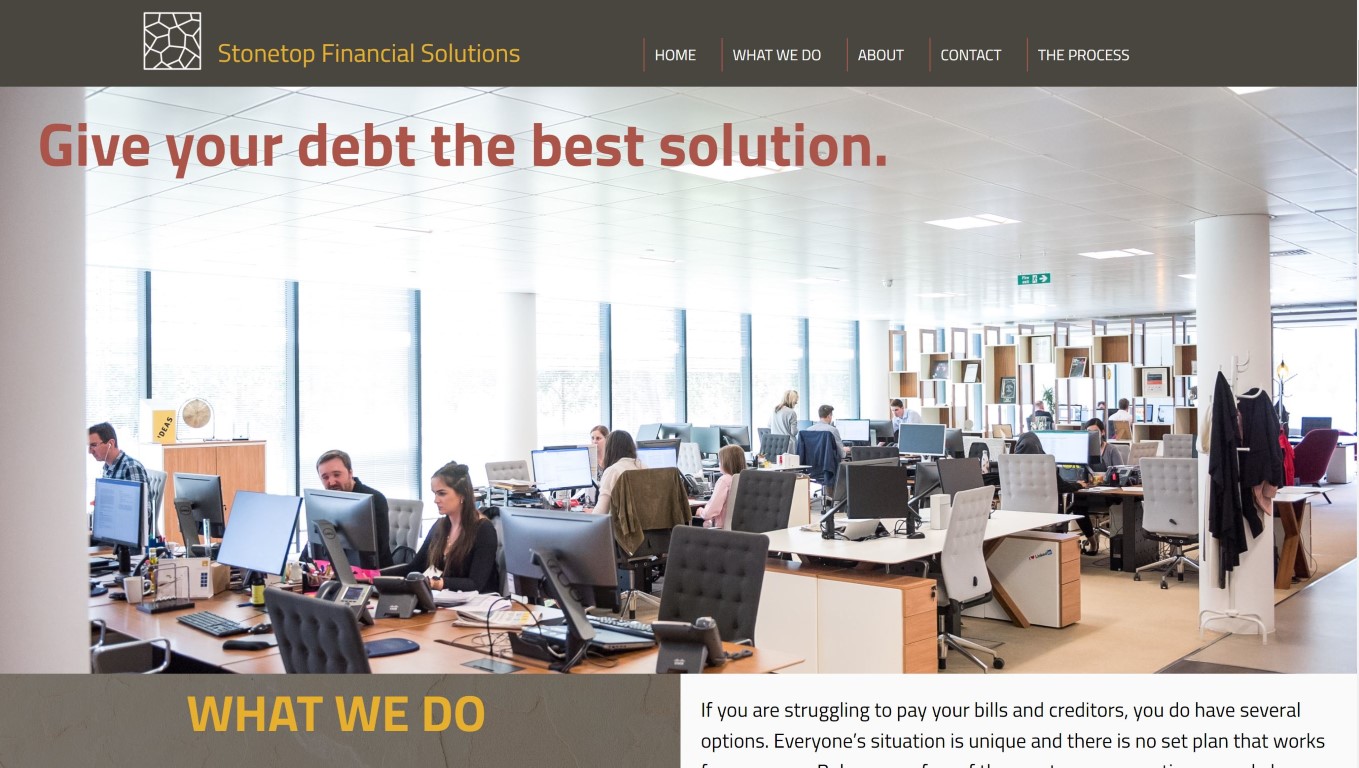 Stonetop Financial Solutions
HOME
WHAT WE DO
ABOUT
CONTACT
THE PROCESS
Give your debt the best solution.
IDEAS
WHAT WE DO
If you are struggling to pay your bills and creditors, you do have several
options. Everyone's situation is unique and there is no set plan that works